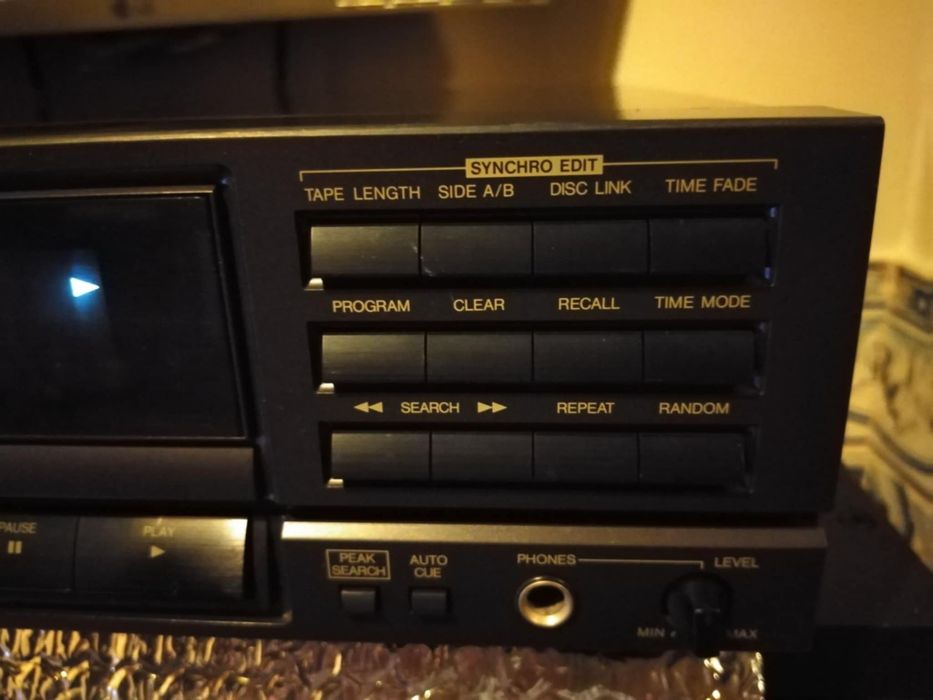 SYNCHRO EDIT
TAPE LENGTH SIDE A/B DISC LINK TIME FADE
PROGRAM CLEAR RECALL TIME MODE
◀◀ SEARCH ▶▶ REPEAT RANDOM
PAUSE PLAY
PEAK SEARCH
AUTO CUE
PHONES LEVEL
MIN MAX